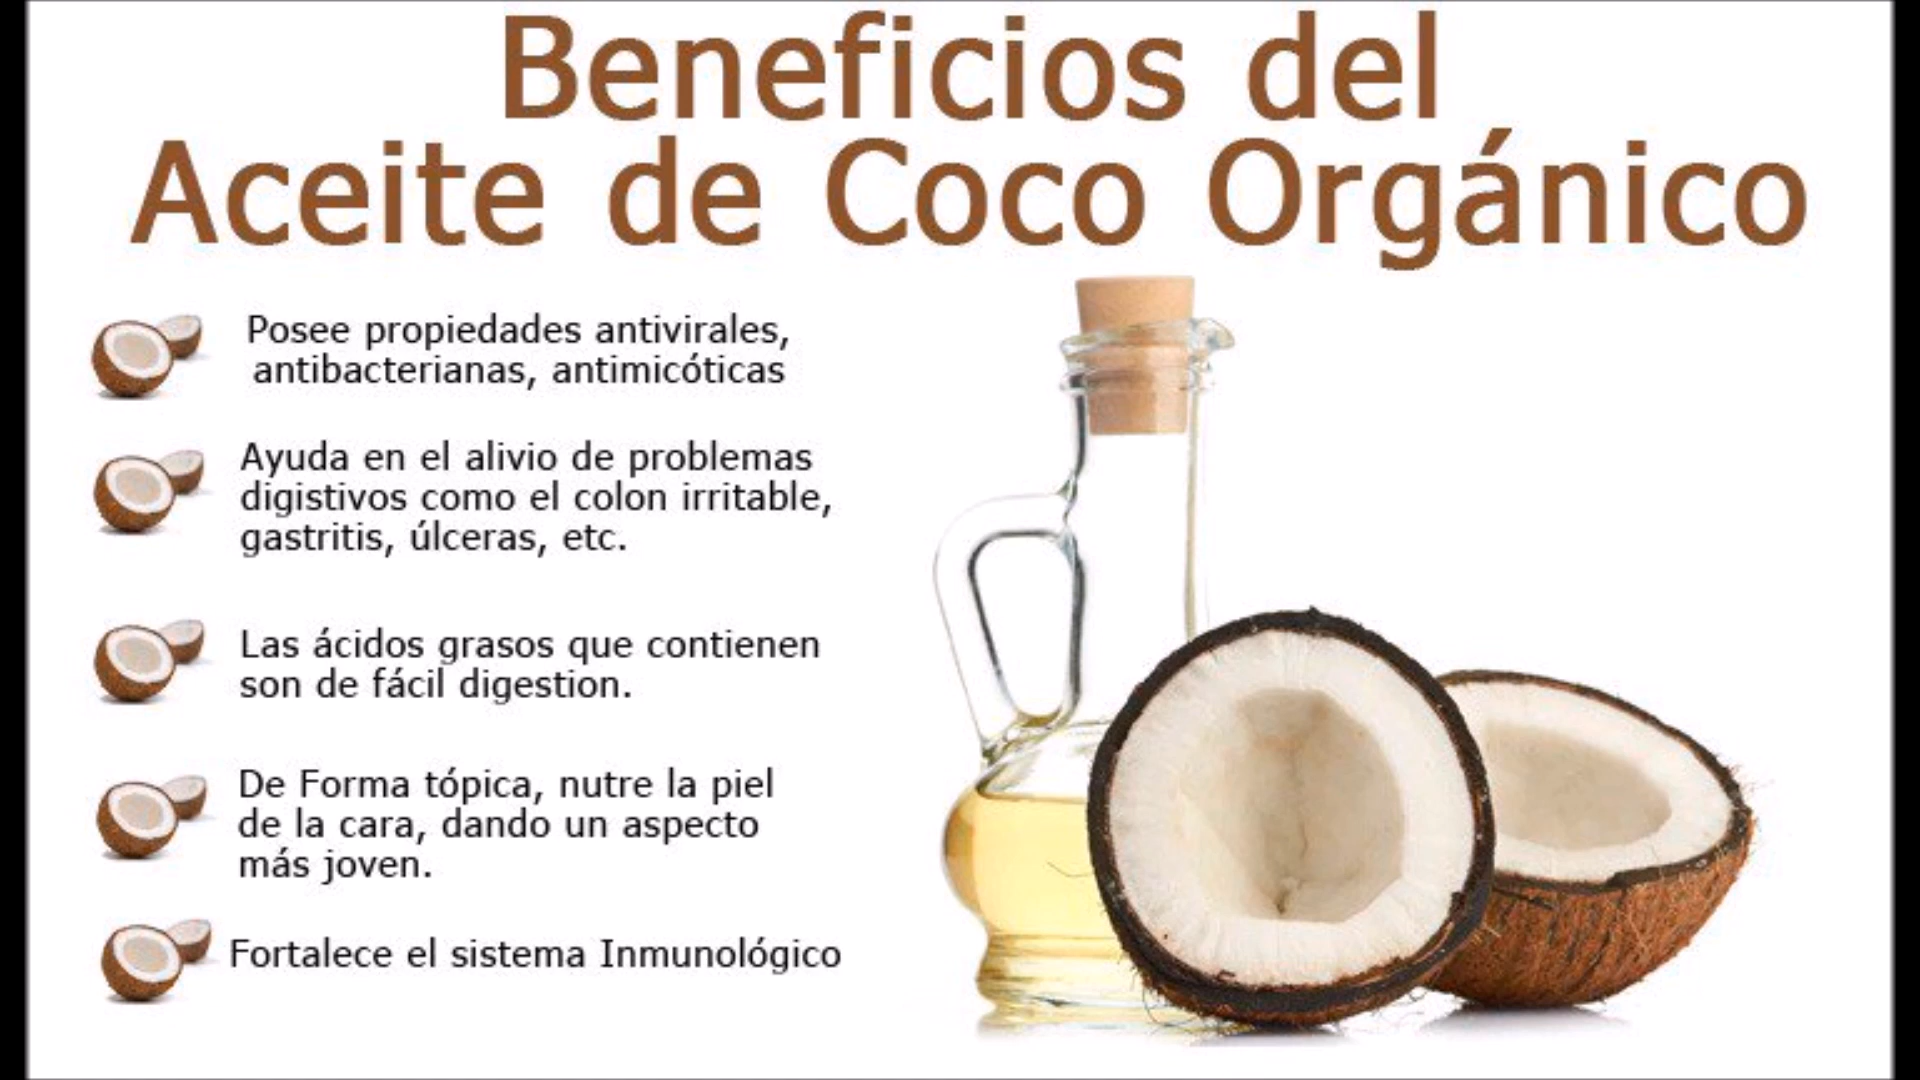 Beneficios del
Aceite de Coco Orgánico
Posee propiedades antivirales,
antibacterianas, antimicóticas
Ayuda en el alivio de problemas
digistivos como el colon irritable,
gastritis, úlceras, etc.
Las ácidos grasos que contienen
son de fácil digestion.
De Forma tópica, nutre la piel
de la cara, dando un aspecto
más joven.
Fortalece el sistema Inmunológico